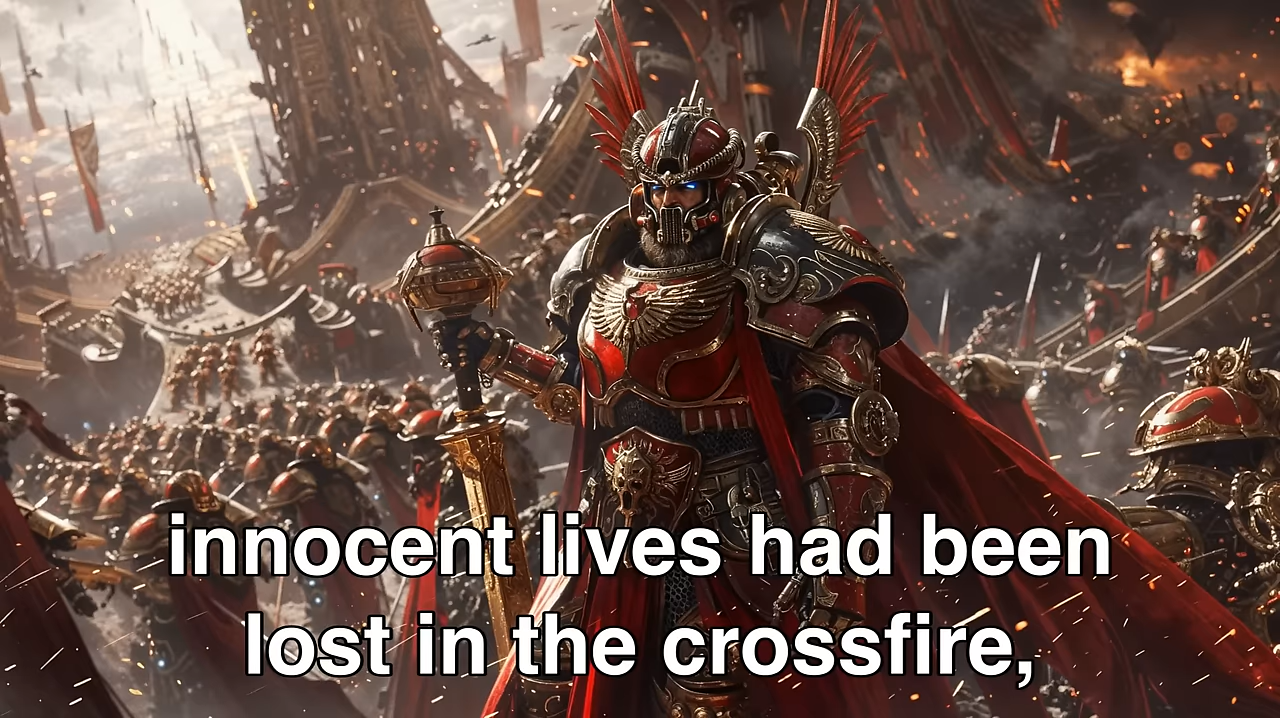 innocent lives had been
lost in the crossfire,